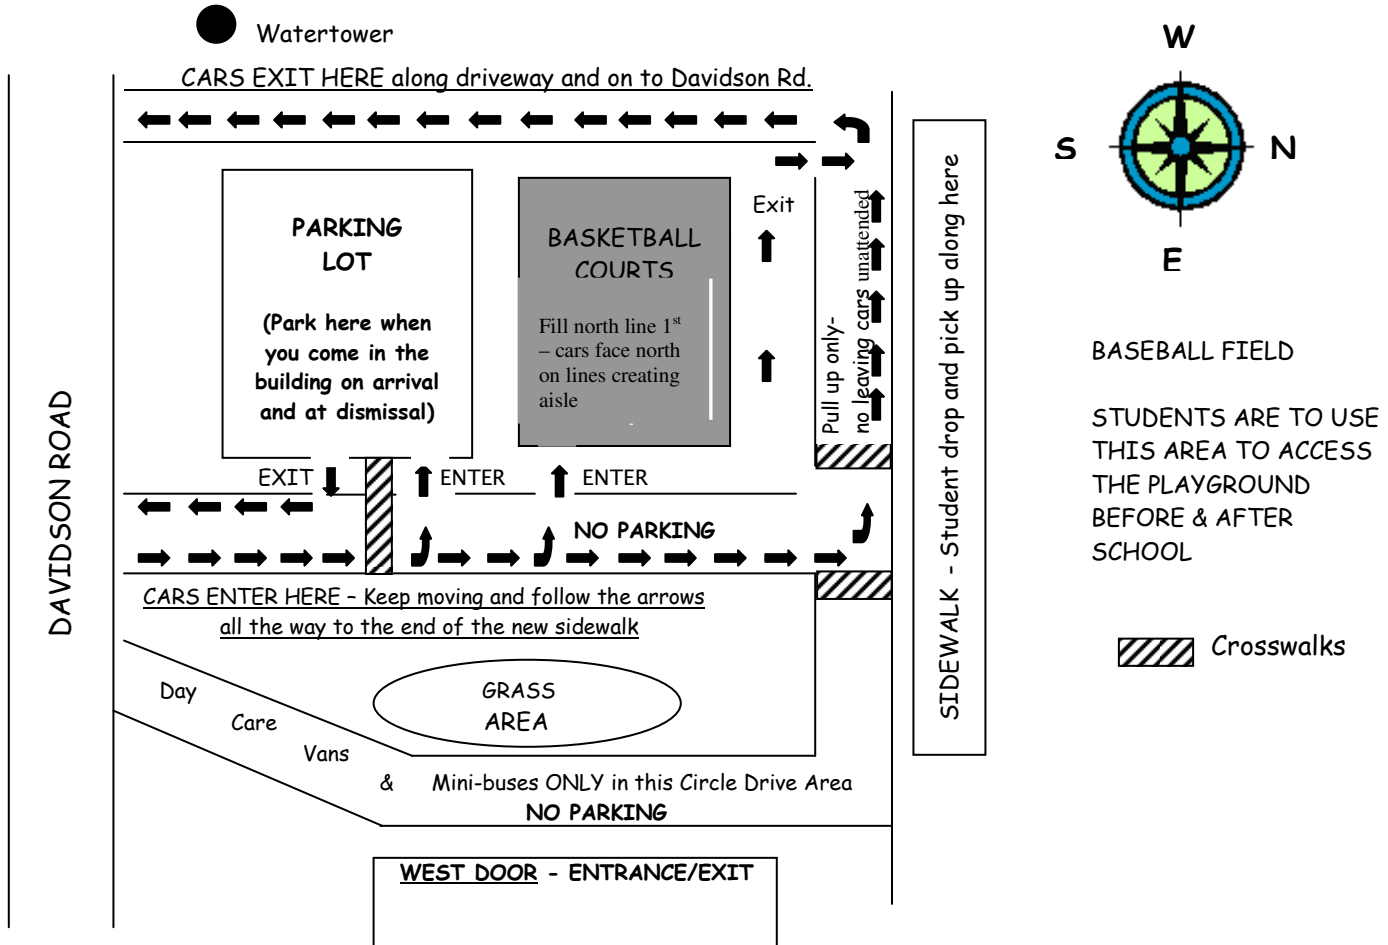 Watertower
CARS EXIT HERE along driveway and on to Davidson Rd.
W
S
N
E
Exit
PARKING
LOT
(Park here when
you come in the
building on arrival
and at dismissal)
BASKETBALL
COURTS
Fill north line 1st
– cars face north
on lines creating
aisle
Pull up only-
no leaving cars unattended
SIDEWALK - Student drop and pick up along here
DAVIDSON ROAD
BASEBALL FIELD
STUDENTS ARE TO USE
THIS AREA TO ACCESS
THE PLAYGROUND
BEFORE & AFTER
SCHOOL
EXIT
ENTER
ENTER
NO PARKING
CARS ENTER HERE – Keep moving and follow the arrows
all the way to the end of the new sidewalk
Crosswalks
GRASS
AREA
Day
Care
Vans
& Mini-buses ONLY in this Circle Drive Area
NO PARKING
WEST DOOR - ENTRANCE/EXIT